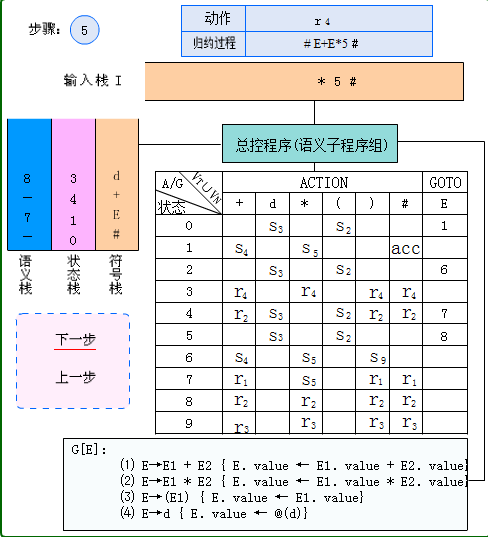 步骤: 5
动作 r 4
归纳过程 # E+E*5 #
输入栈 I * 5 #
总控程序(语义子程序组)
8 3 d
— 4 +
7 1 E
— 0 #
语义栈 状态栈 符号栈
下一步
上一步
A/G VT∪VN 状态 ACTION GOTO
+ d * ( ) # E
0 S3 S2 1
1 S4 S5 acc
2 S3 S2 6
3 r4 r4 r4 r4
4 r2 S3 S2 r2 r2 7
5 S3 S2 8
6 S4 S5 S9
7 r1 S5 r1 r1
8 r2 r2 r2 r2
9 r3 r3 r3 r3
G[E]:
(1) E→E1 + E2 { E. value ← E1. value + E2. value}
(2) E→E1 * E2 { E. value ← E1. value * E2. value}
(3) E→(E1) { E. value ← E1. value}
(4) E→d { E. value ← @(d)}